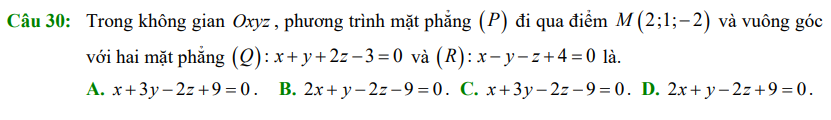 Câu 30: Trong không gian Oxyz, phương trình mặt phẳng (P) đi qua điểm M(2;1;−2) và vuông góc
với hai mặt phẳng (Q): x+y+2z−3=0 và (R): x−y−z+4=0 là.
A. x+3y−2z+9=0. B. 2x+y−2z−9=0. C. x+3y−2z−9=0. D. 2x+y−2z+9=0.